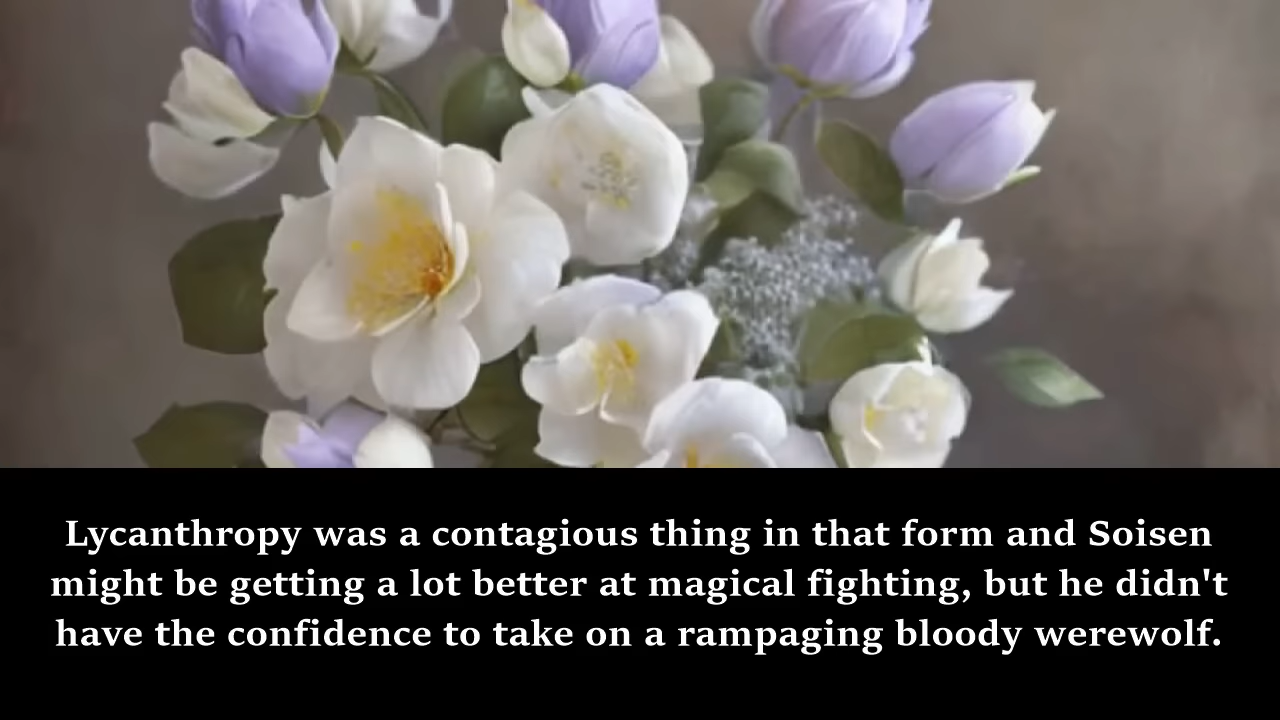 Lycanthropy was a contagious thing in that form and Soisen
might be getting a lot better at magical fighting, but he didn't
have the confidence to take on a rampaging bloody werewolf.